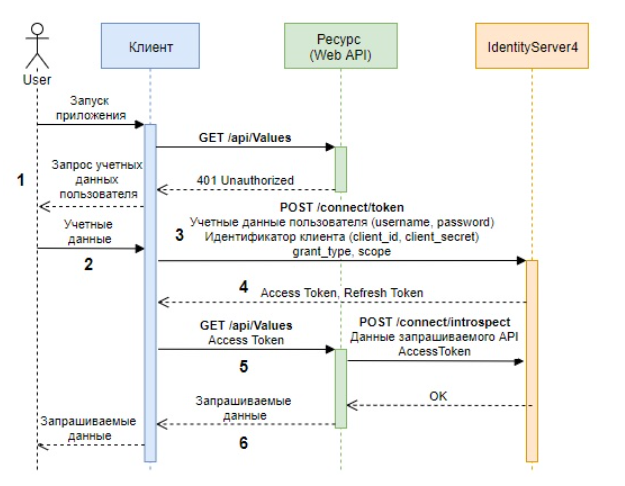 Клиент
Ресурс
(Web API)
IdentityServer4
User
Запуск
приложения
GET /api/Values
401 Unauthorized
1
Запрос учетных
данных
пользователя
Учетные
данные
2
POST /connect/token
3
Учетные данные пользователя (username, password)
Идентификатор клиента (client_id, client_secret)
grant_type, scope
4
Access Token, Refresh Token
GET /api/Values
Access Token
5
POST /connect/introspect
Данные запрашиваемого API
AccessToken
OK
Запрашиваемые
данные
6
Запрашиваемые
данные